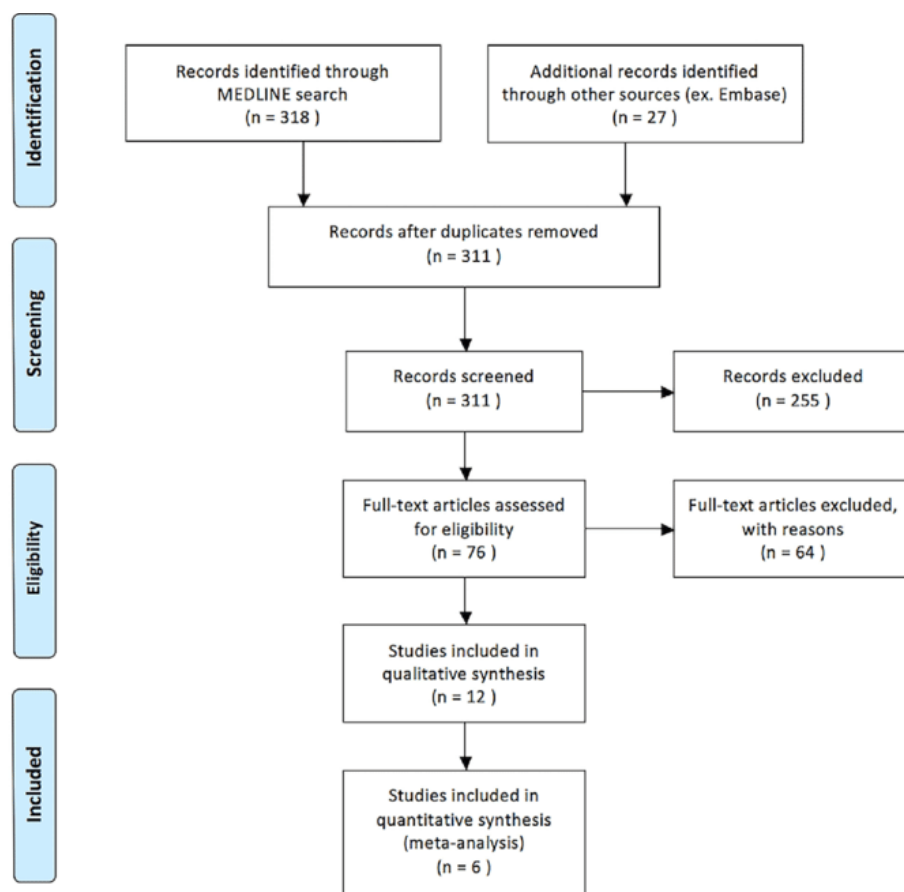 Identification
Records identified through
MEDLINE search
(n = 318 )
Additional records identified
through other sources (ex. Embase)
(n = 27 )
Records after duplicates removed
(n = 311 )
Screening
Records screened
(n = 311 )
Records excluded
(n = 255 )
Eligibility
Full-text articles assessed
for eligibility
(n = 76 )
Full-text articles excluded,
with reasons
(n = 64 )
Studies included in
qualitative synthesis
(n = 12 )
Included
Studies included in
quantitative synthesis
(meta-analysis)
(n = 6 )